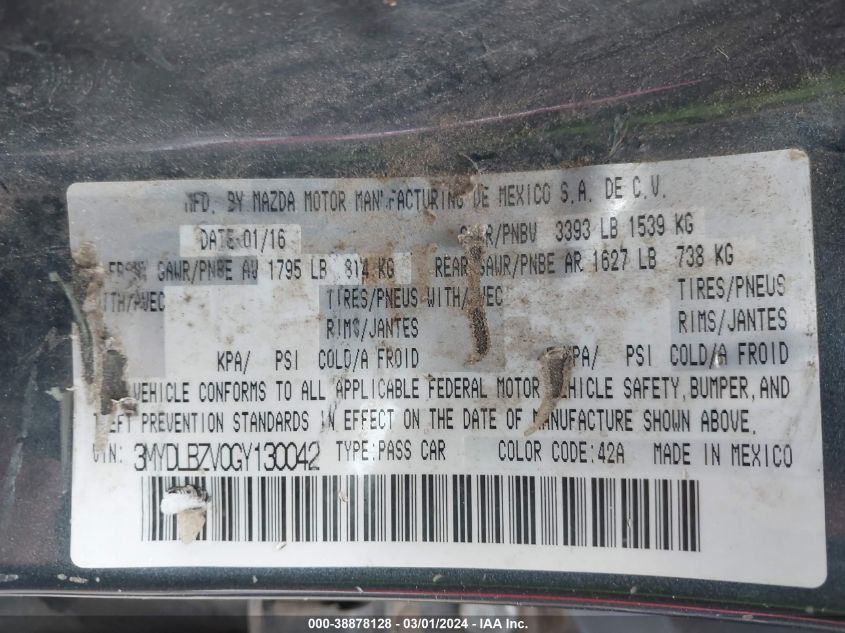 MFD. BY MAZDA MOTOR MANUFACTURING DE MEXICO S.A. DE C.V.
DATE 01/16 GVWR/PNBV 3393 LB 1539 KG
FRONT GAWR/PNBE AV 1795 LB 814 KG REAR GAWR/PNBE AR 1627 LB 738 KG
WITH/AVEC TIRES/PNEUS WITH/AVEC TIRES/PNEUS
RIMS/JANTES RIMS/JANTES
KPA/ PSI COLD/A FROID KPA/ PSI COLD/A FROID
VEHICLE CONFORMS TO ALL APPLICABLE FEDERAL MOTOR VEHICLE SAFETY, BUMPER, AND
THEFT PREVENTION STANDARDS IN EFFECT ON THE DATE OF MANUFACTURE SHOWN ABOVE.
VIN: 3MYDLBZV0GY130042 TYPE:PASS CAR COLOR CODE:42A MADE IN MEXICO
000-38878128 - 03/01/2024 - IAA Inc.